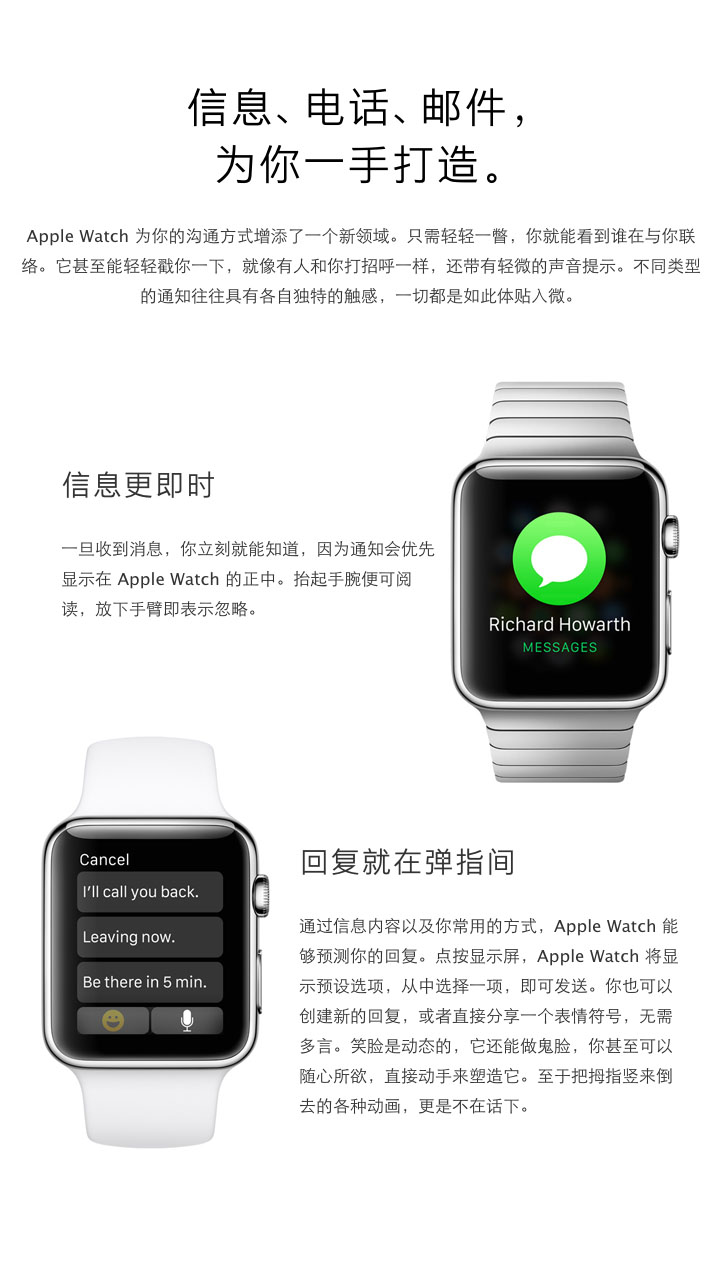 信息、电话、邮件，
为你一手打造。
Apple Watch 为你的沟通方式增添了一个新领域。只需轻轻一瞥，你就能看到谁在与你联
络。它甚至能轻轻戳你一下，就像有人和你打招呼一样，还带有轻微的声音提示。不同类型
的通知往往具有各自独特的触感，一切都是如此体贴入微。
信息更即时
一旦收到消息，你立刻就能知道，因为通知会优先
显示在 Apple Watch 的正中。抬起手腕便可阅
读，放下手臂即表示忽略。
Richard Howarth
MESSAGES
Cancel
I’ll call you back.
Leaving now.
Be there in 5 min.
回复就在弹指间
通过信息内容以及你常用的方式，Apple Watch 能
够预测你的回复。点按显示屏，Apple Watch 将显
示预设选项，从中选择一项，即可发送。你也可以
创建新的回复，或者直接分享一个表情符号，无需
多言。笑脸是动态的，它还能做鬼脸，你甚至可以
随心所欲，直接动手来塑造它。至于把拇指竖来倒
去的各种动画，更是不在话下。